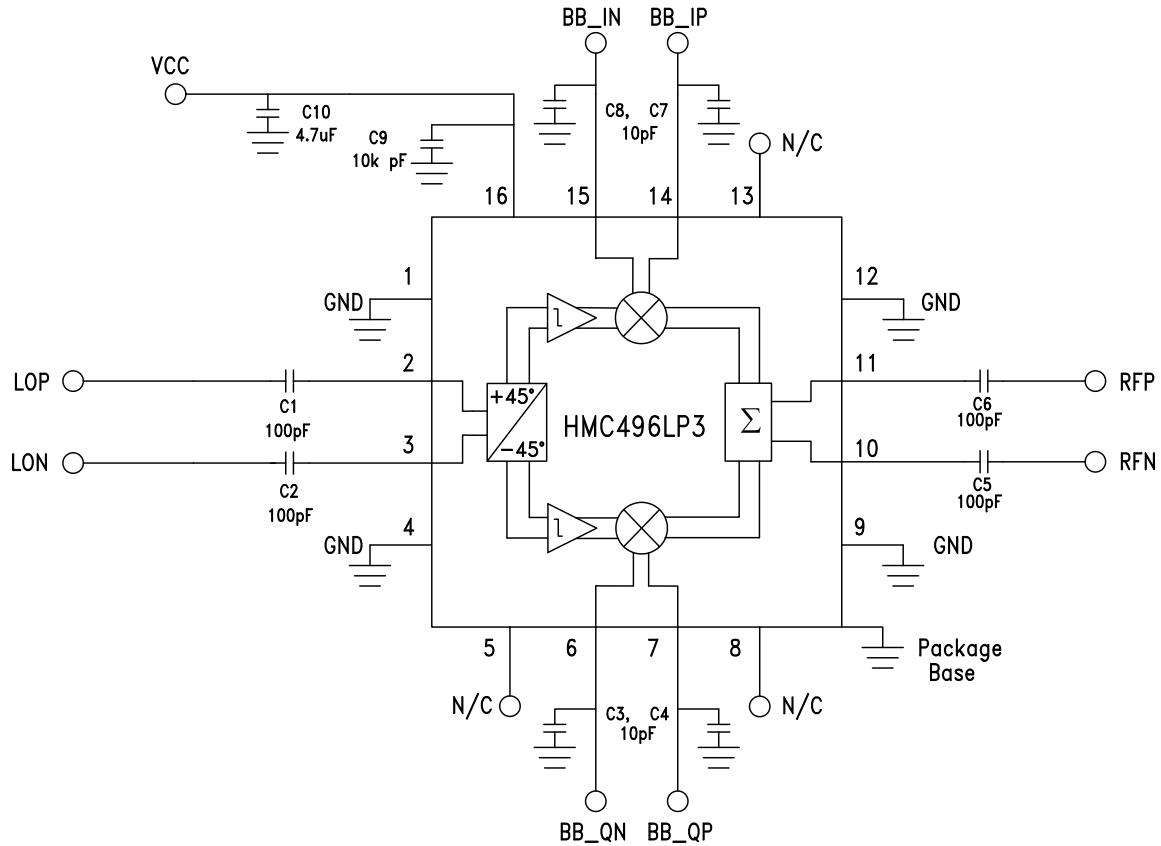 BB_IN BB_IP
VCC
C10
4.7uF
C9
10k pF
C8, C7
10pF
N/C
16 15 14 13
1
GND
12
GND
LOP
C1
100pF
2
+45°
-45°
HMC496LP3
Σ
11
C6
100pF
RFP
LON
C2
100pF
3
10
C5
100pF
RFN
4
GND
9
GND
5 6 7 8
Package
Base
N/C
C3, C4
10pF
N/C
BB_QN BB_QP